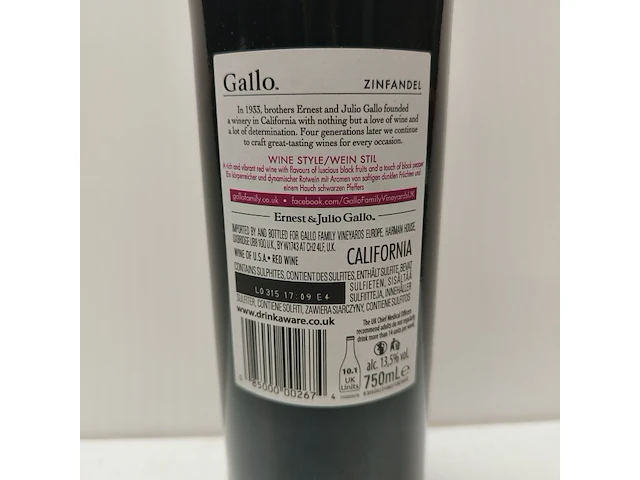 Gallo.
ZINFANDEL
In 1933, brothers Ernest and Julio Gallo founded
a winery in California with nothing but a love of wine and
a lot of determination. Four generations later we continue
to craft great-tasting wines for every occasion.
WINE STYLE/WEIN STIL
A rich and vibrant red wine with flavours of luscious black fruits and a touch of black pepper
Ein körperreicher und dynamischer Rotwein mit Aromen von saftigen dunklen Früchten und
einem Hauch schwarzen Pfeffers
gallofamily.co.uk • facebook.com/GalloFamilyVineyardsUK
Ernest & Julio Gallo.
IMPORTED BY AND BOTTLED FOR GALLO FAMILY VINEYARDS EUROPE, HARMAN HOUSE,
UXBRIDGE UB8 1QQ, U.K., BY W1743 AT CH2 4LF, U.K.
WINE OF U.S.A. • RED WINE
CALIFORNIA
CONTAINS SULPHITES, CONTIENT DES SULFITES, ENTHÄLT SULFITE, BEVAT
SULFIETEN, SISÄLTÄÄ
L0315 17:09 E4
SULFIITTEJA, INNEHÅLLER
SULFITER, CONTIENE SOLFITI, ZAWIERA SIARCZYNY, CONTIENE SULFITOS
www.drinkaware.co.uk
The UK Chief Medical Officers
recommend adults do not regularly
drink more than 14 units per week.
10.1
UK
Units
alc. 13,5% vol.
750mLe
85000 00267 4